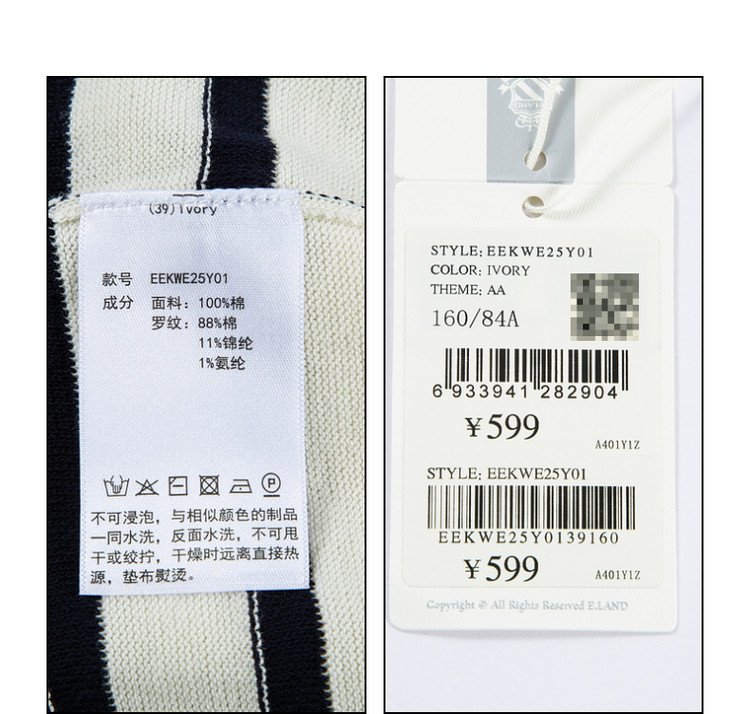 (39)Ivory
款号 EEKWE25Y01
成分 面料：100%棉
罗纹：88%棉
11%锦纶
1%氨纶
P
不可浸泡，与相似颜色的制品
一同水洗，反面水洗，不可甩
干或绞拧，干燥时远离直接热
源，垫布熨烫。
STYLE: EEKWE25Y01
COLOR: IVORY
THEME: AA
160/84A
6 933941 282904
¥599
A401Y1Z
STYLE: EEKWE25Y01
EEKWE25Y0139160
¥599
A401Y1Z
Copyright © All Rights Reserved E.LAND